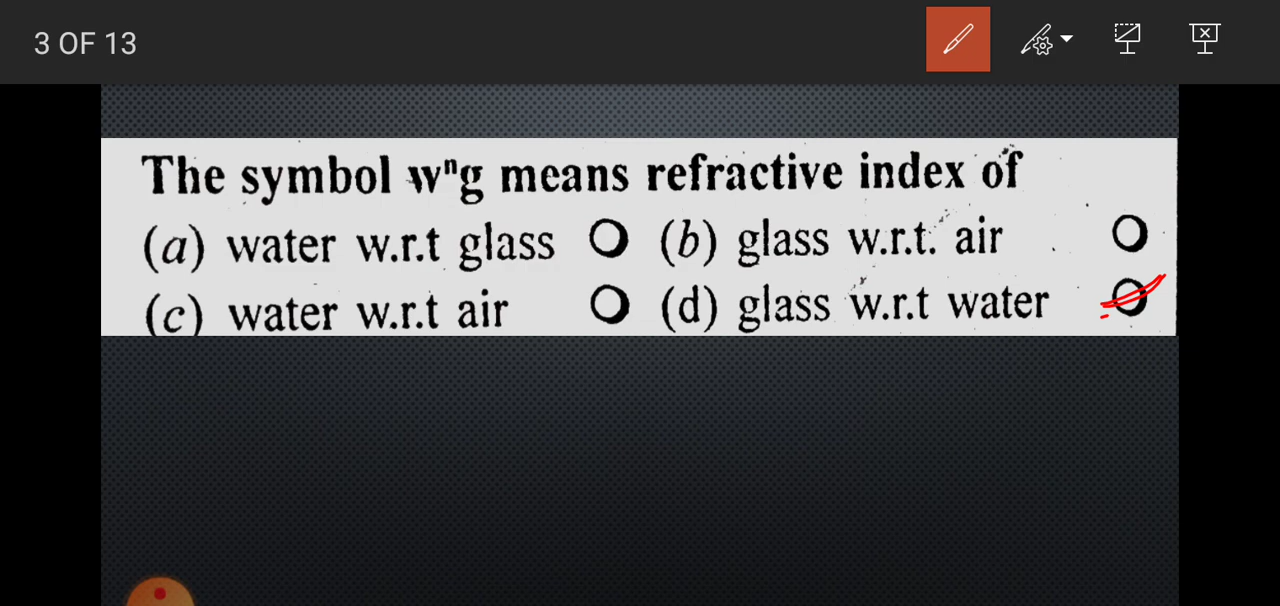 3 OF 13
The symbol wⁿg means refractive index of
(a) water w.r.t glass O (b) glass w.r.t. air O
(c) water w.r.t air O (d) glass w.r.t water O